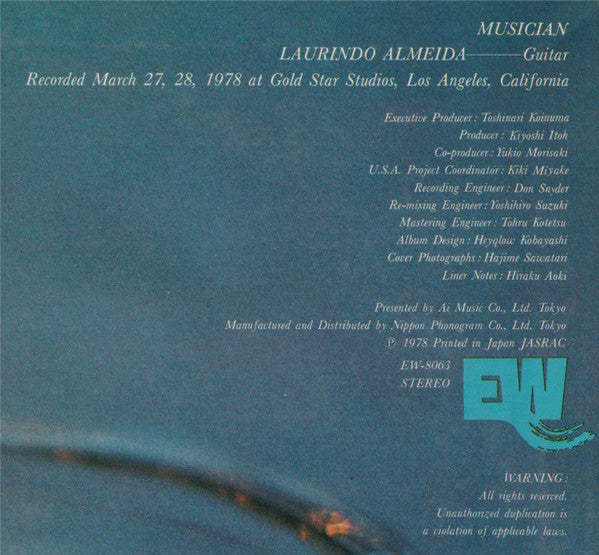 MUSICIAN
LAURINDO ALMEIDA———Guitar
Recorded March 27, 28, 1978 at Gold Star Studios, Los Angeles, California
Executive Producer : Toshinari Koinuma
Producer : Kiyoshi Itoh
Co-producer : Yukio Morisaki
U.S.A. Project Coordinator : Kiki Miyake
Recording Engineer : Don Snyder
Re-mixing Engineer : Yoshihiro Suzuki
Mastering Engineer : Tohru Kotetsu
Album Design : Heyqlow Kobayashi
Cover Photographs : Hajime Sawatari
Liner Notes : Hiraku Aoki
Presented by Ai Music Co., Ltd. Tokyo
Manufactured and Distributed by Nippon Phonogram Co., Ltd. Tokyo
Ⓟ 1978 Printed in Japan JASRAC
EW-8063
STEREO
EW
WARNING :
All rights reserved.
Unauthorized duplication is
a violation of applicable laws.